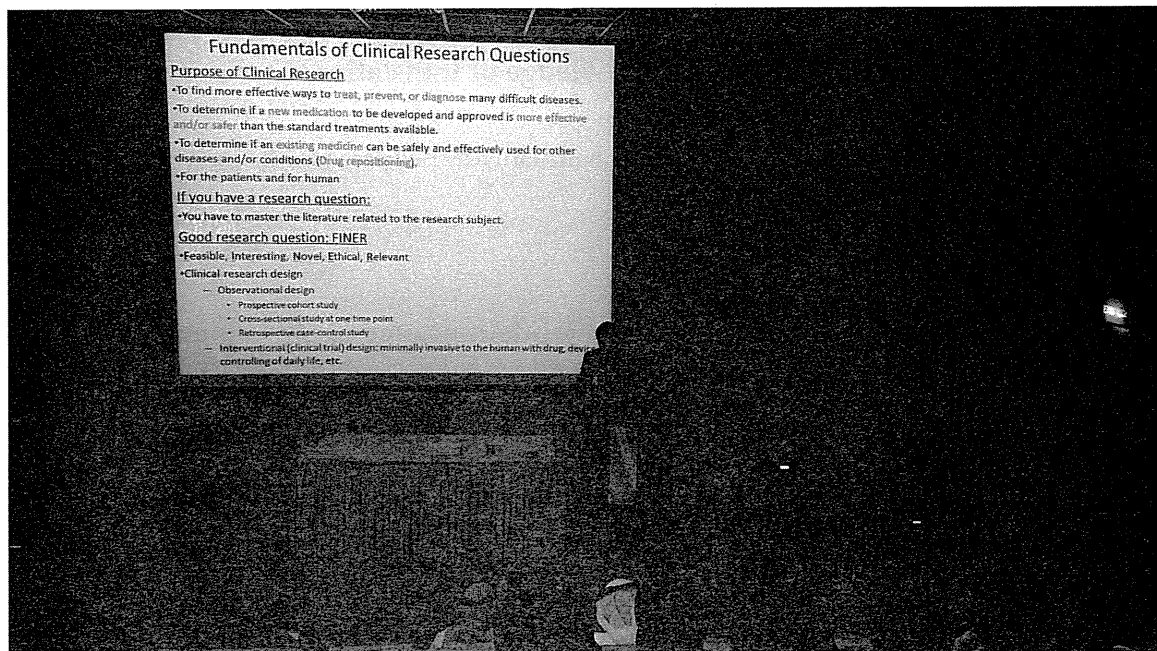 Fundamentals of Clinical Research Questions
Purpose of Clinical Research
•To find more effective ways to treat, prevent, or diagnose many difficult diseases.
•To determine if a new medication to be developed and approved is more effective
and/or safer than the standard treatments available.
•To determine if an existing medicine can be safely and effectively used for other
diseases and/or conditions (Drug repositioning).
•For the patients and for human
If you have a research question:
•You have to master the literature related to the research subject.
Good research question: FINER
•Feasible, Interesting, Novel, Ethical, Relevant
•Clinical research design
– Observational design
• Prospective cohort study
• Cross-sectional study at one time point
• Retrospective case-control study
– Interventional (clinical trial) design: minimally invasive to the human with drug,
controlling of daily life, etc.